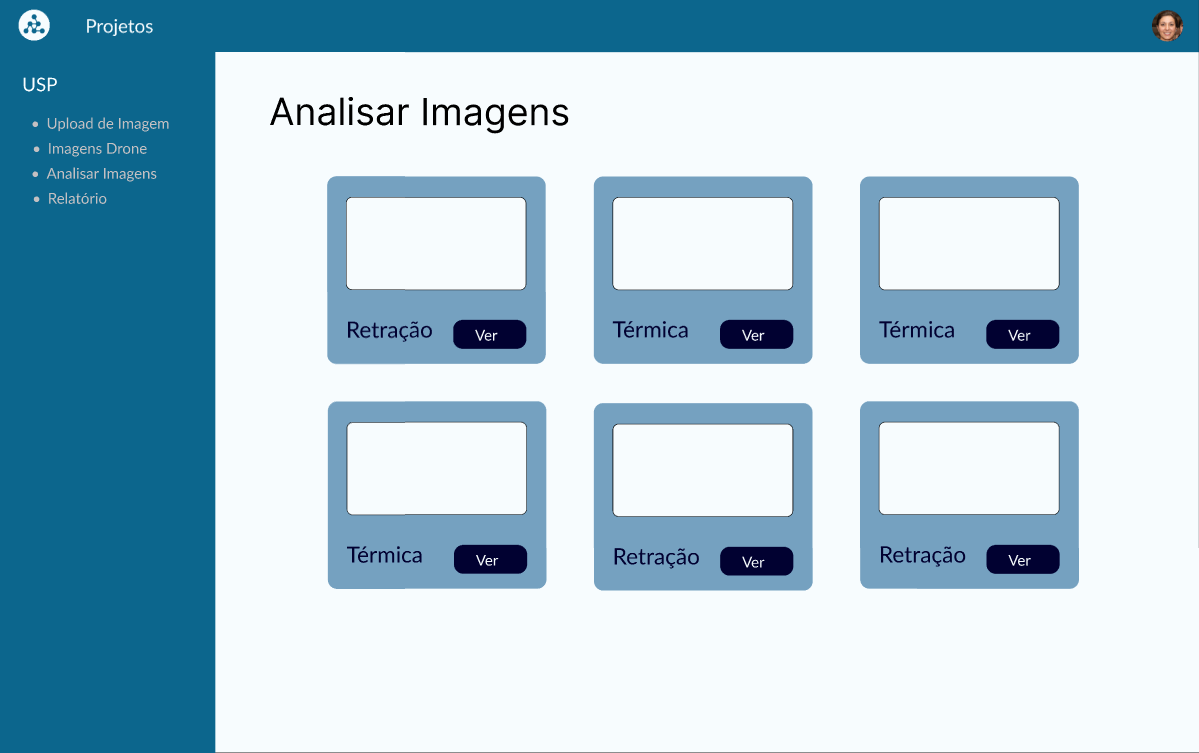 Projetos
USP
Upload de Imagem
Imagens Drone
Analisar Imagens
Relatório
Analisar Imagens
Retração Ver
Térmica Ver
Térmica Ver
Térmica Ver
Retração Ver
Retração Ver